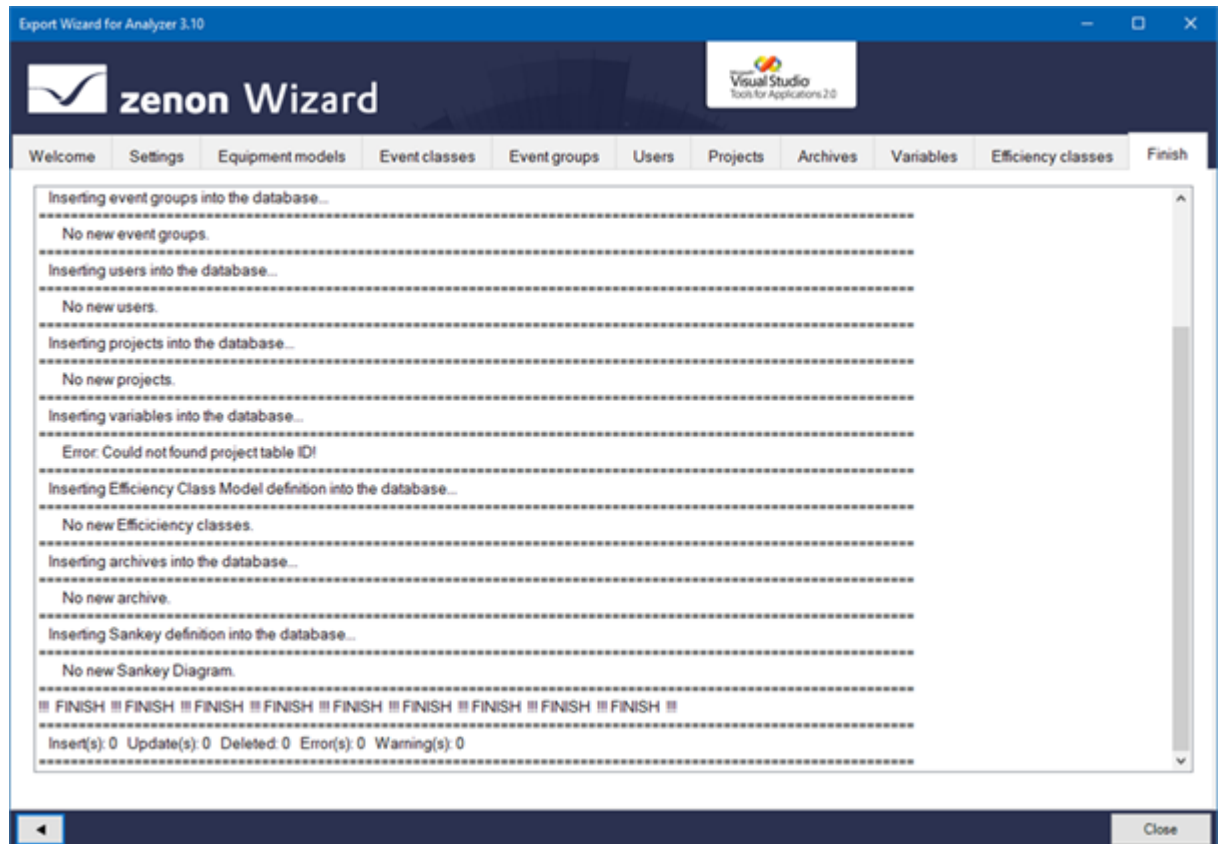 Export Wizard for Analyzer 3.10
zenon Wizard
Microsoft
Visual Studio
Tools for Applications 2.0
Welcome Settings Equipment models Event classes Event groups Users Projects Archives Variables Efficiency classes Finish
Inserting event groups into the database...
No new event groups.
Inserting users into the database...
No new users.
Inserting projects into the database...
No new projects.
Inserting variables into the database...
Error: Could not found project table ID!
Inserting Efficiency Class Model definition into the database...
No new Efficiciency classes.
Inserting archives into the database...
No new archive.
Inserting Sankey definition into the database...
No new Sankey Diagram.
!!! FINISH !!! FINISH !!! FINISH !!! FINISH !!! FINISH !!! FINISH !!! FINISH !!! FINISH !!! FINISH !!!
Insert(s): 0 Update(s): 0 Deleted: 0 Error(s): 0 Warning(s): 0
Close